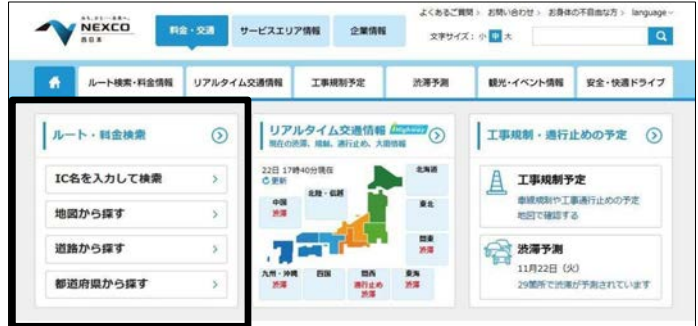 みち、ひと…未来へ。
NEXCO
西日本
料金・交通
サービスエリア情報
企業情報
よくあるご質問› お問い合わせ› お身体の不自由な方› language
文字サイズ：小 中 大
ルート検索・料金情報
リアルタイム交通情報
工事規制予定
渋滞予測
観光・イベント情報
安全・快適ドライブ
ルート・料金検索
IC名を入力して検索
地図から探す
道路から探す
都道府県から探す
リアルタイム交通情報
現在の渋滞、規制、通行止め、大雨情報
22日 17時40分現在
更新
北海道
北陸・信越
東北
中国
渋滞
関東
渋滞
九州・沖縄
渋滞
四国
関西
通行止め
渋滞
東海
渋滞
工事規制・通行止めの予定
工事規制予定
車線規制や工事通行止めの予定
地図で確認する
渋滞予測
11月22日（火）
29箇所で渋滞が予測されています